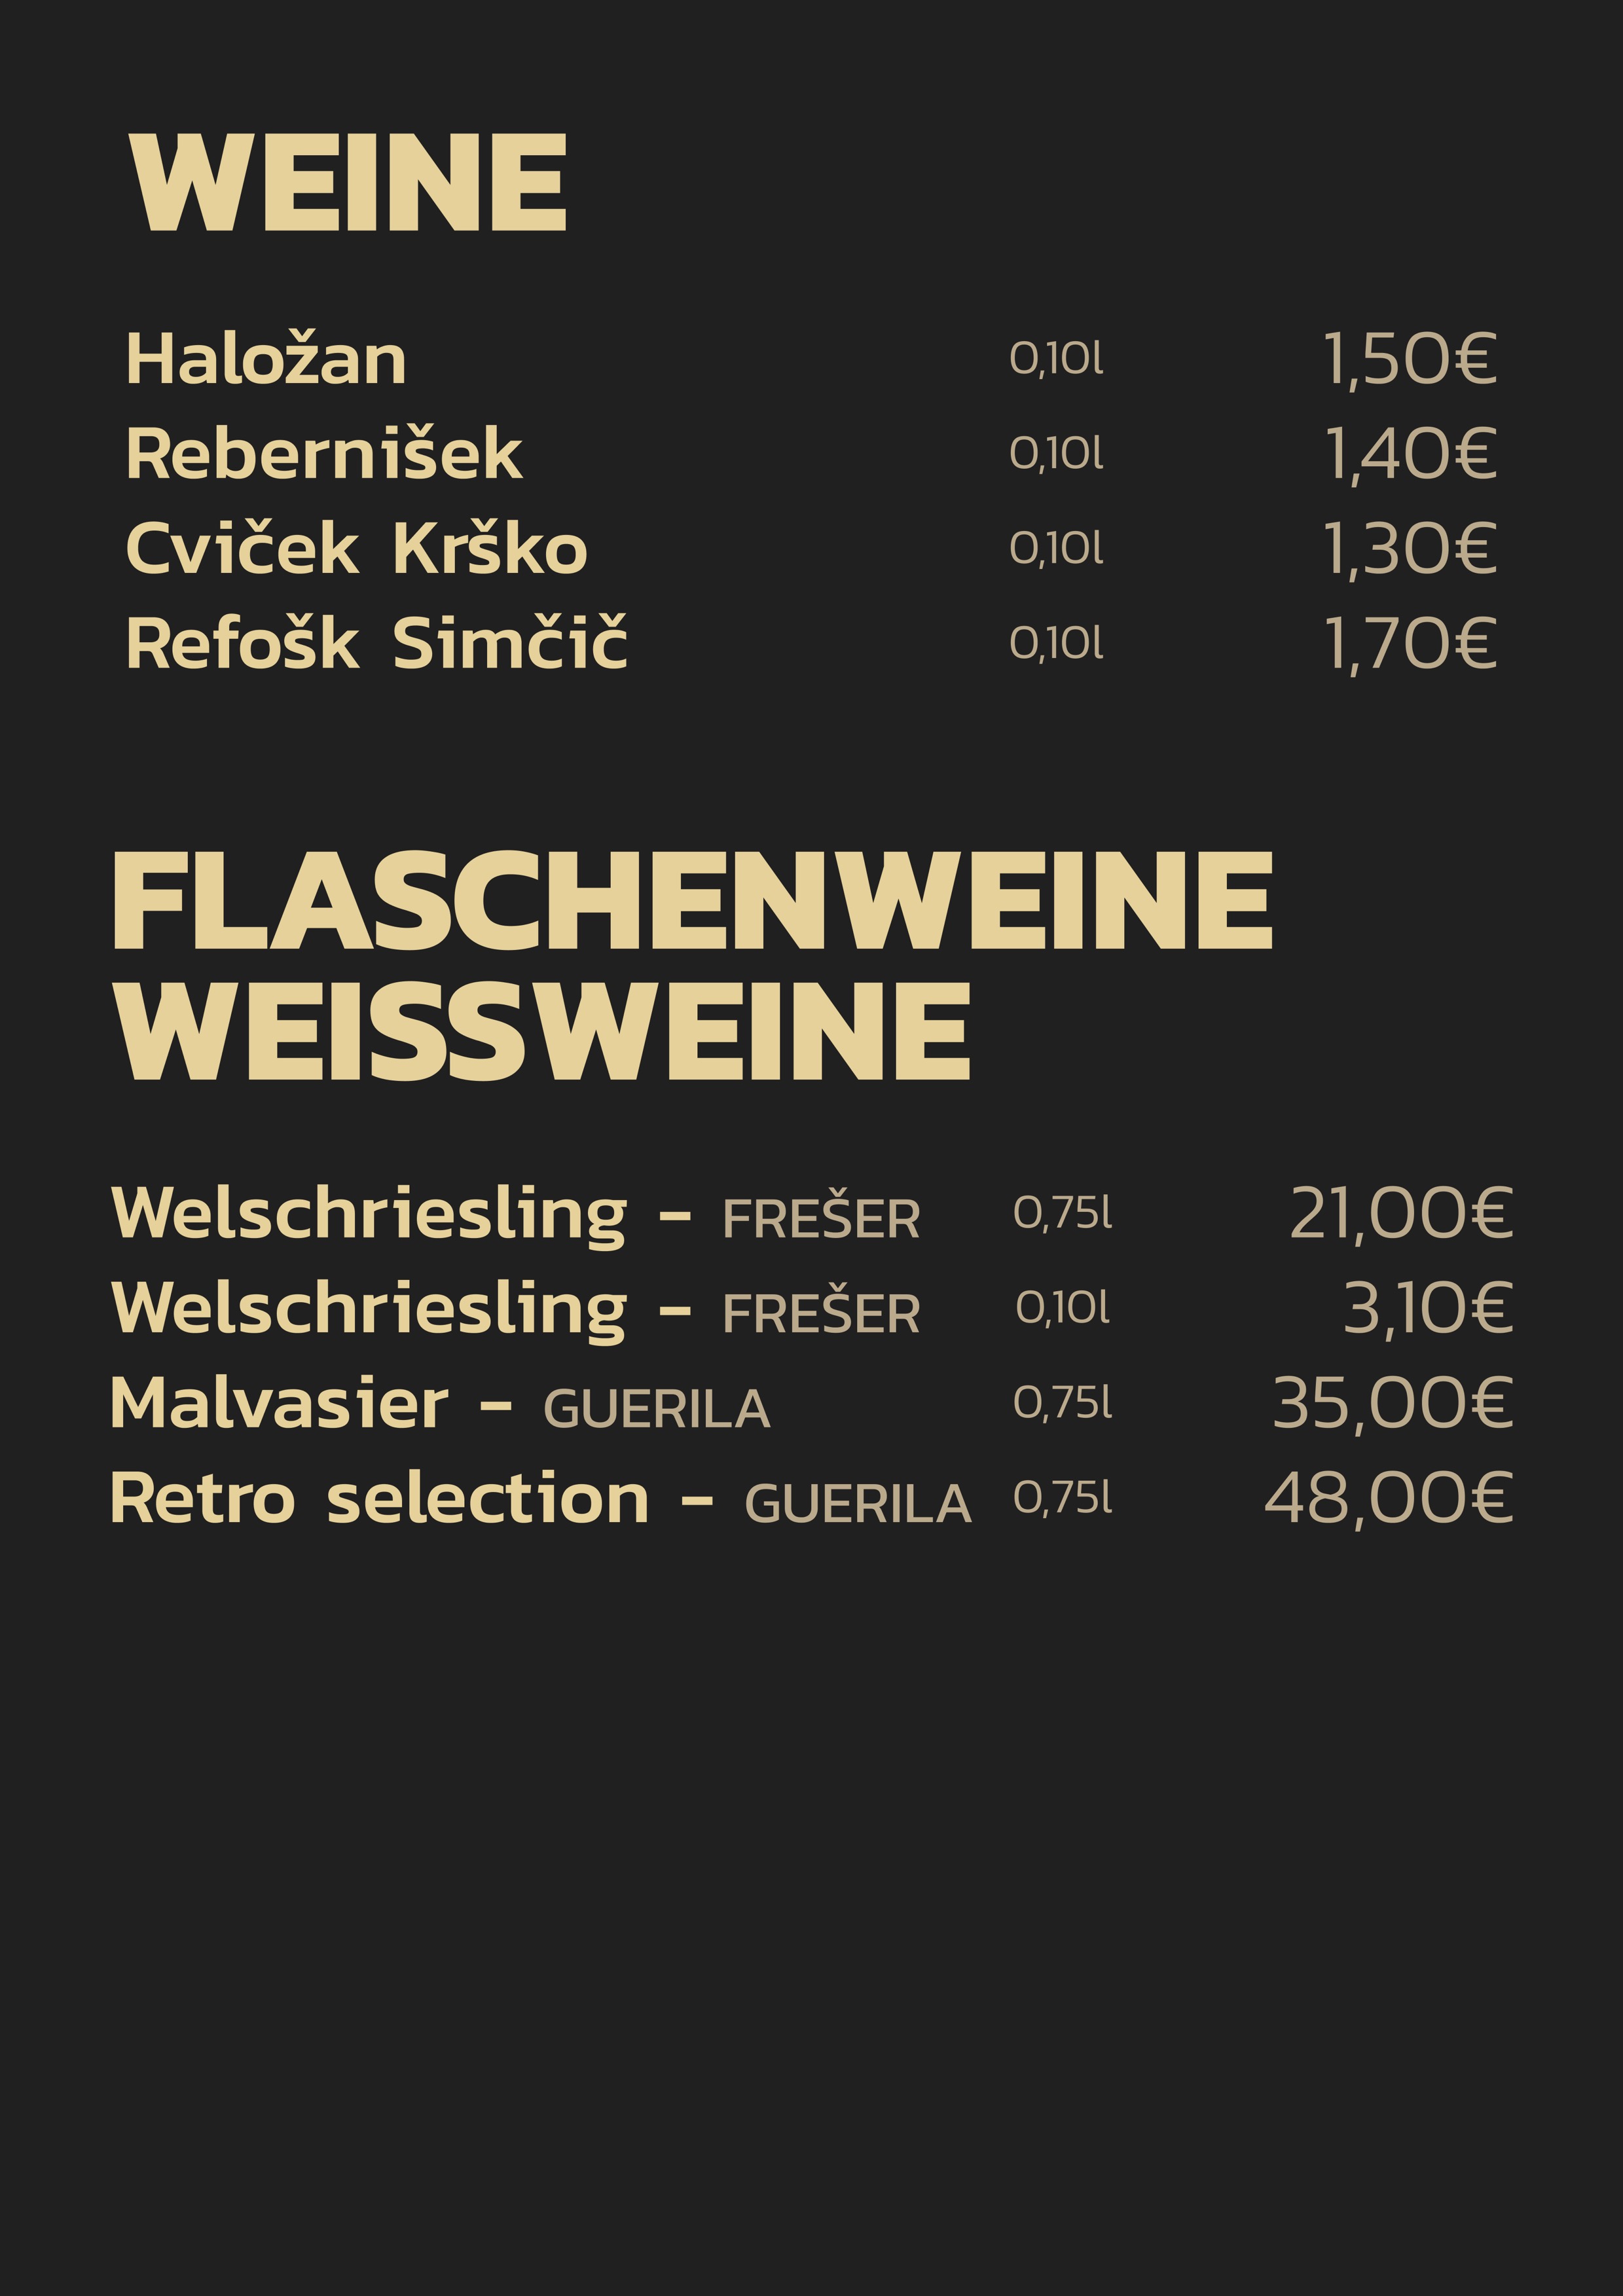 WEINE
Haložan 0,10l 1,50€
Rebernišek 0,10l 1,40€
Cviček Krško 0,10l 1,30€
Refošk Simčič 0,10l 1,70€
FLASCHENWEINE
WEISSWEINE
Welschriesling - FREŠER 0,75l 21,00€
Welschriesling - FREŠER 0,10l 3,10€
Malvasier - GUERILA 0,75l 35,00€
Retro selection - GUERILA 0,75l 48,00€